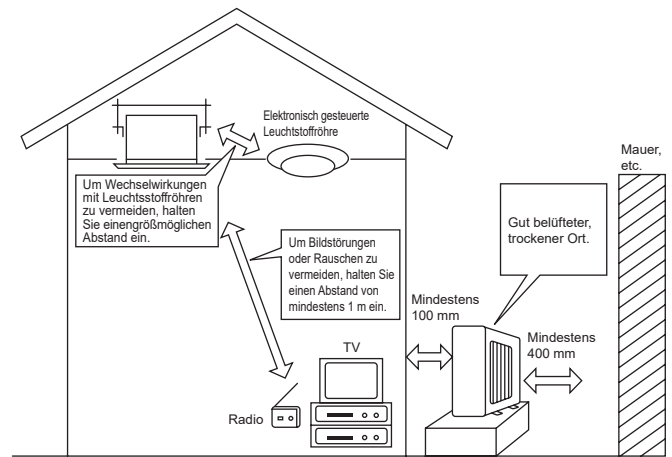 Elektronisch gesteuerte
Leuchtstoffröhre
Um Wechselwirkungen
mit Leuchtsstoffröhren
zu vermeiden, halten
Sie einengrößmöglichen
Abstand ein.
Um Bildstörungen
oder Rauschen zu
vermeiden, halten Sie
einen Abstand von
mindestens 1 m ein.
Mauer,
etc.
Gut belüfteter,
trockener Ort.
Mindestens
100 mm
Mindestens
400 mm
TV
Radio